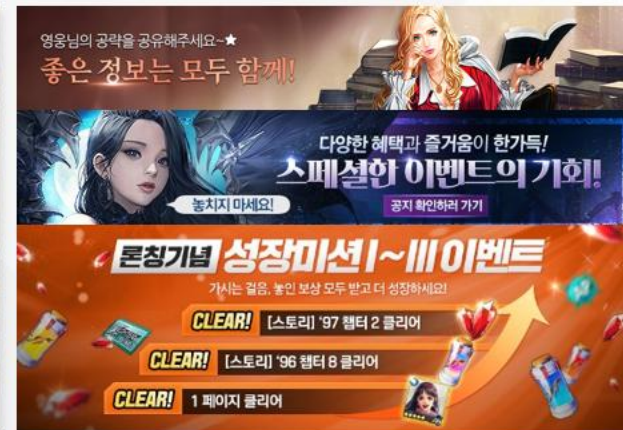 영웅님의 공략을 공유해주세요~★
좋은 정보는 모두 함께!
다양한 혜택과 즐거움이 한가득!
스페셜한 이벤트의 기회!
놓치지 마세요!
공지 확인하러 가기
론칭기념 성장미션 I~III 이벤트
가시는 걸음, 놓인 보상 모두 받고 더 성장하세요!
CLEAR! [스토리] '97 챕터 2 클리어
CLEAR! [스토리] '96 챕터 8 클리어
CLEAR! 1 페이지 클리어